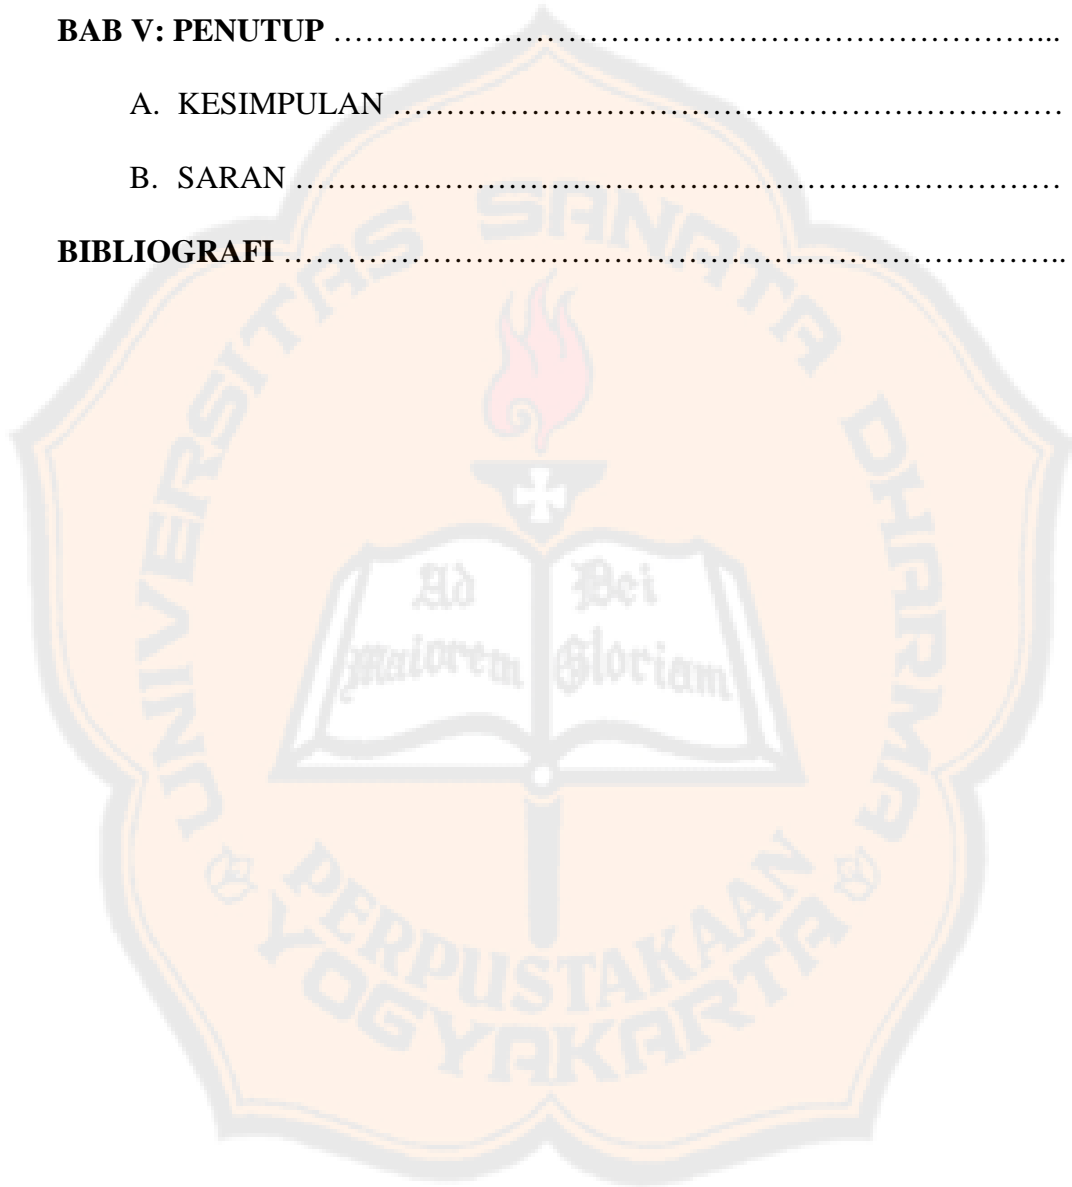 BAB V: PENUTUP ……………………………………………………………...
A. KESIMPULAN …………………………………………………………
B. SARAN …………………………………………………………………
BIBLIOGRAFI …………………………………………………………………..
UNIVERSITAS SANATA DHARMA
Ad Dei
Maiorem Gloriam
PERPUSTAKAAN
YOGYAKARTA